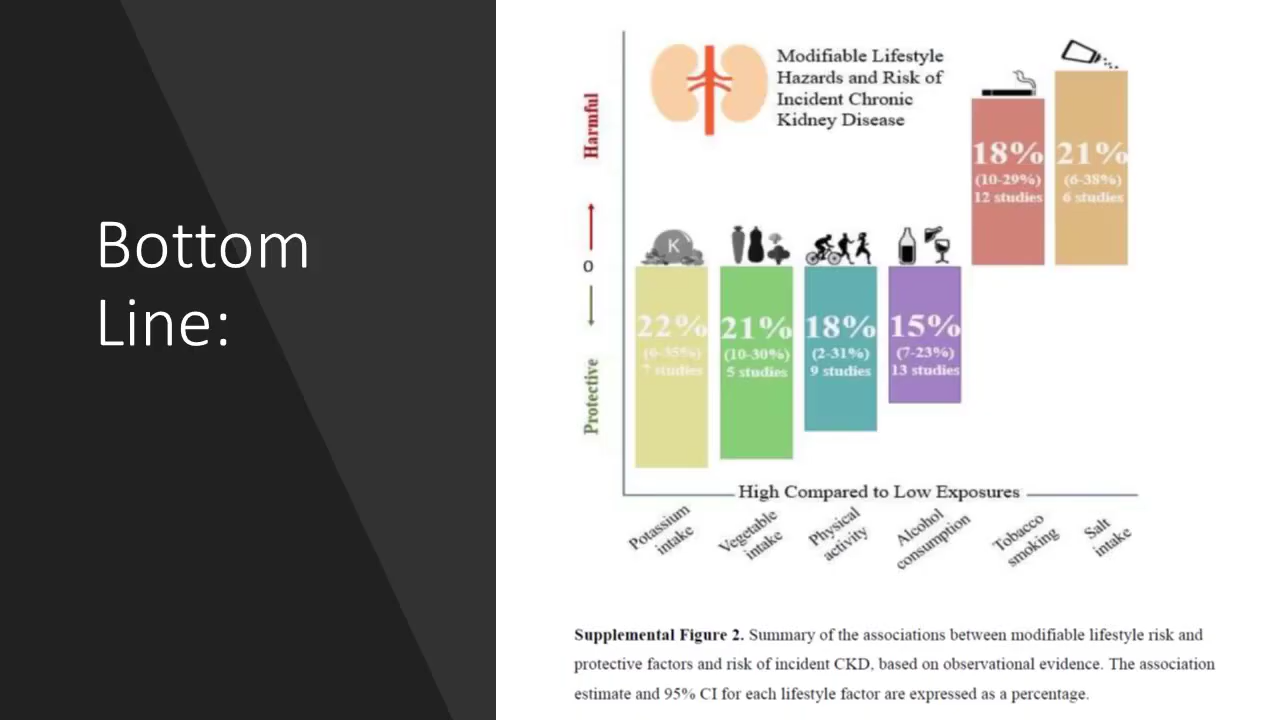 Bottom
Line:
Modifiable Lifestyle
Hazards and Risk of
Incident Chronic
Kidney Disease
Harmful
0
Protective
K
22%
7 studies
21%
(10-30%)
5 studies
18%
(2-31%)
9 studies
15%
(7-23%)
13 studies
18%
(10-29%)
12 studies
21%
(6-38%)
6 studies
High Compared to Low Exposures
Potassium
intake
Vegetable
intake
Physical
activity
Alcohol
consumption
Tobacco
smoking
Salt
intake
Supplemental Figure 2. Summary of the associations between modifiable lifestyle risk and
protective factors and risk of incident CKD, based on observational evidence. The association
estimate and 95% CI for each lifestyle factor are expressed as a percentage.